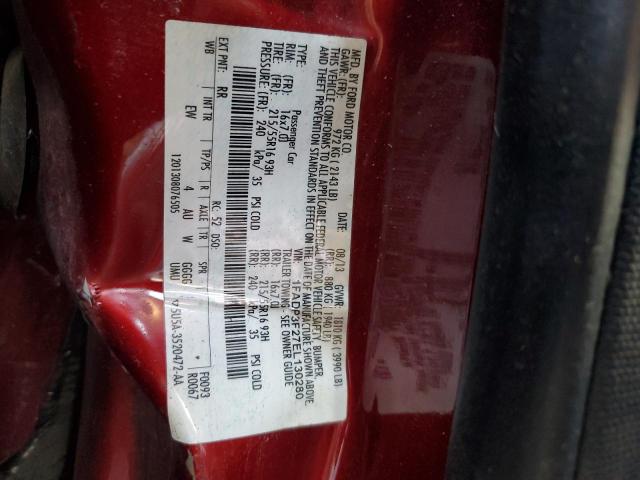 MFD. BY FORD MOTOR CO.
DATE: 08/13 GVWR: 1810 KG ( 3990 LB)
GAWR: (FR): 972 KG ( 2143 LB) (RR): 880 KG ( 1940 LB)
THIS VEHICLE CONFORMS TO ALL APPLICABLE FEDERAL MOTOR VEHICLE SAFETY, BUMPER,
AND THEFT PREVENTION STANDARDS IN EFFECT ON THE DATE OF MANUFACTURE SHOWN ABOVE.
VIN: 1FADP3F27EL130280
TYPE: Passenger Car TRAILER TOWING - SEE OWNER GUIDE
RIM: (FR): 16x7.0J (RR): 16x7.0J
TIRE: (FR): 215/55R16 93H (RR): 215/55R16 93H
PRESSURE: (FR): 240 kPa/ 35 PSI COLD (RR): 240 kPa/ 35 PSI COLD
EXT PNT: RR RC: 52 DSO: F0093
WB INT TR TP/PS R AXLE TR SPR R0067
EW 4 AU W GGGG
1201308076505 UMU 5U5A-3520472-AA